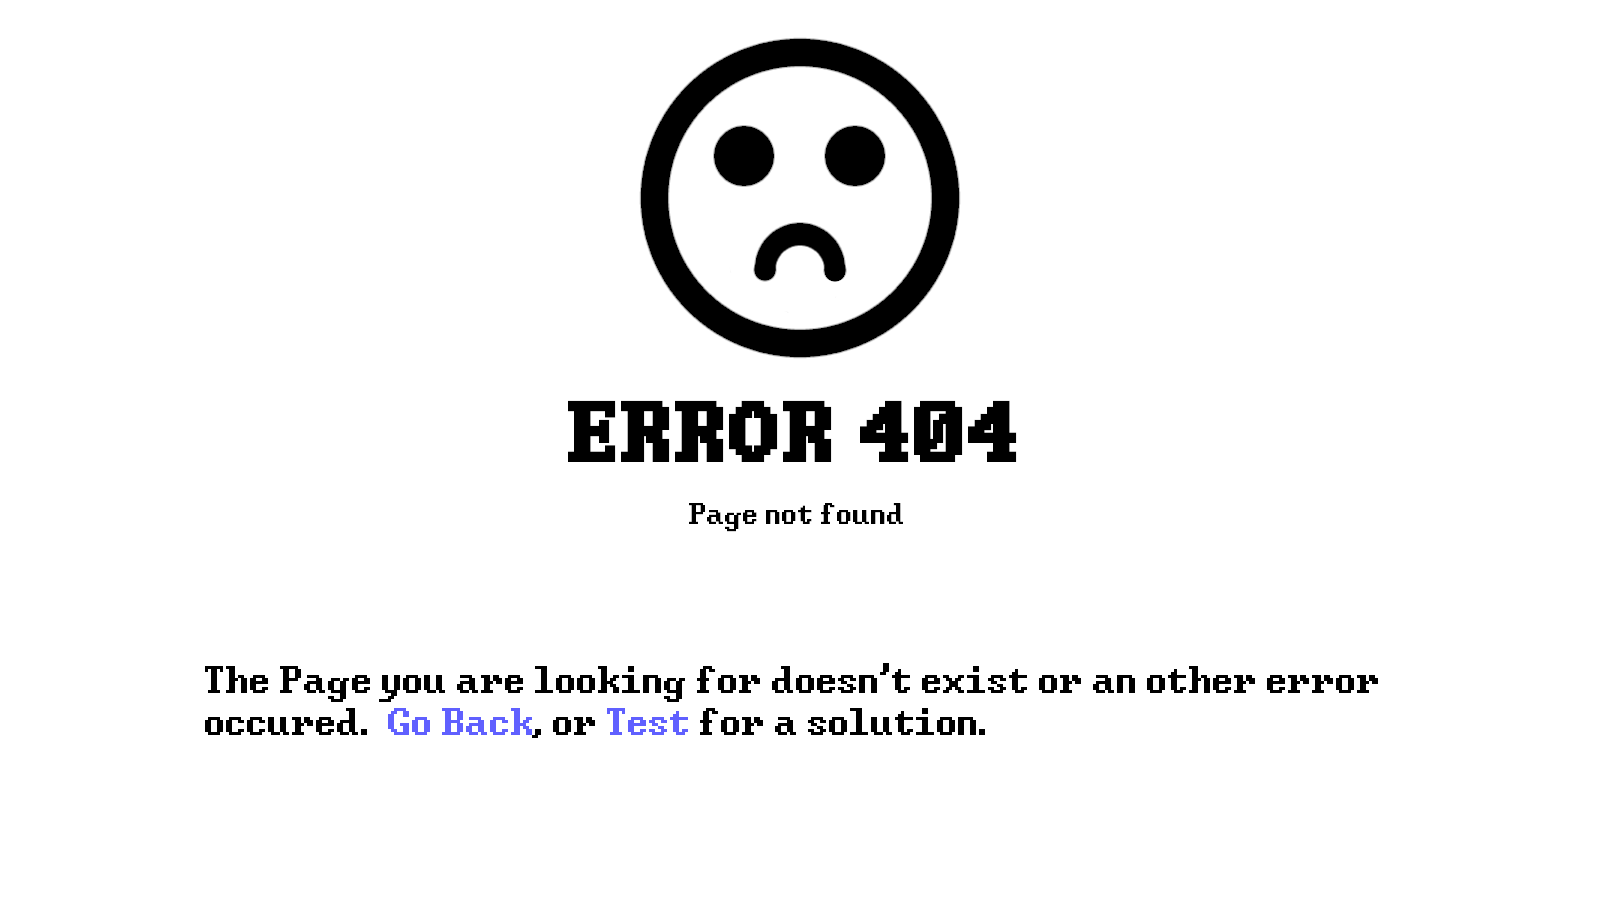 ERROR 404
Page not found
The Page you are looking for doesn't exist or an other error
occured. Go Back, or Test for a solution.